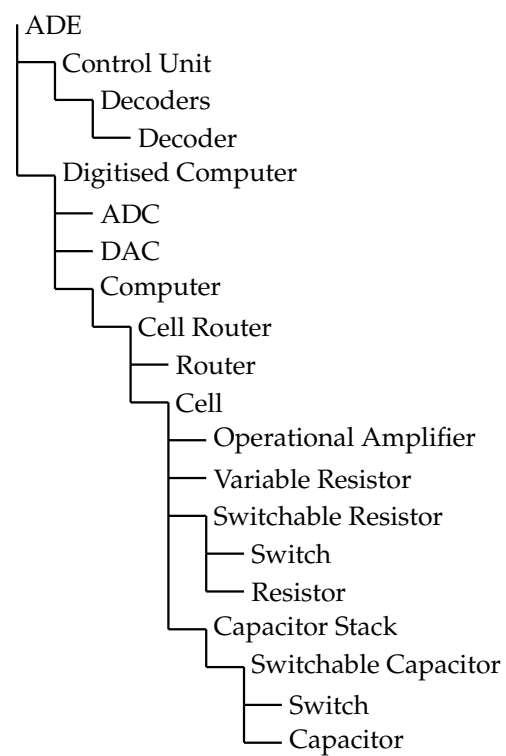 ADE
Control Unit
Decoders
Decoder
Digitised Computer
ADC
DAC
Computer
Cell Router
Router
Cell
Operational Amplifier
Variable Resistor
Switchable Resistor
Switch
Resistor
Capacitor Stack
Switchable Capacitor
Switch
Capacitor